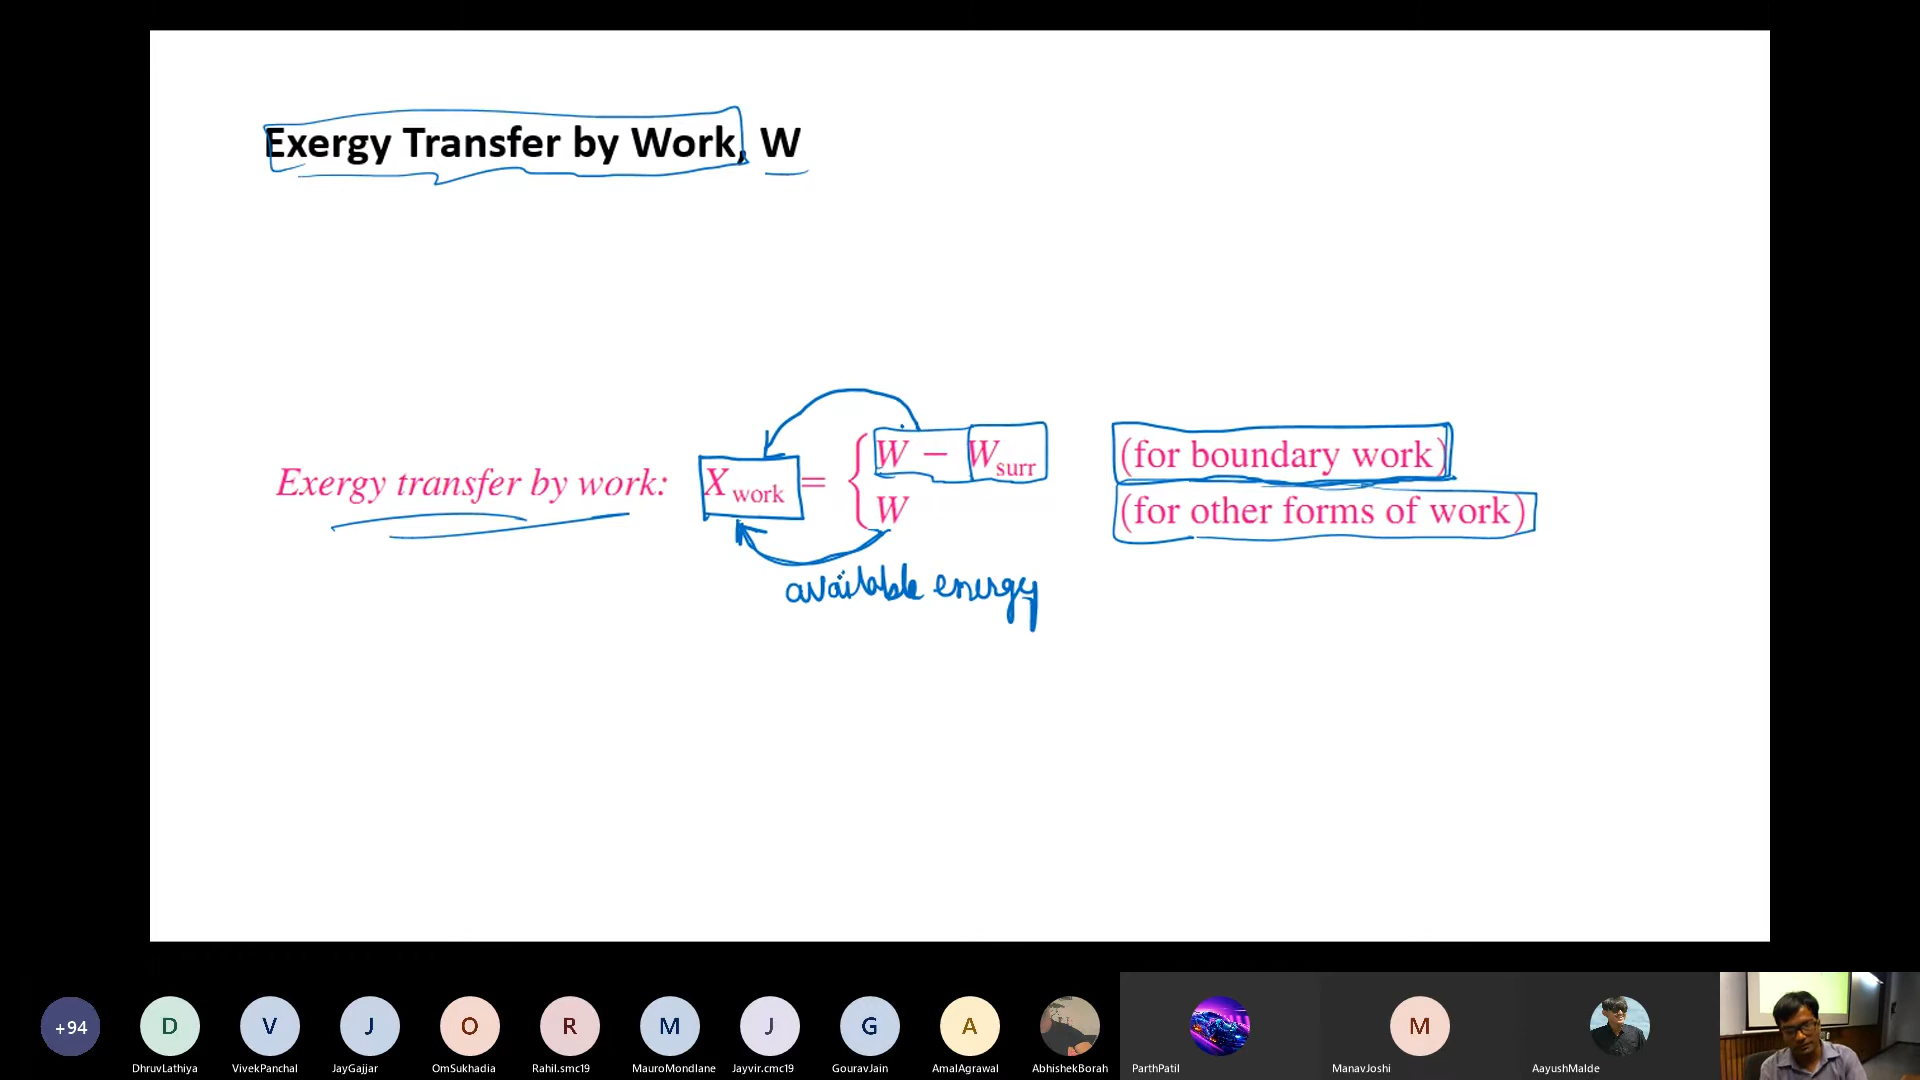 Exergy Transfer by Work, W
Exergy transfer by work: X work = { W − W surr (for boundary work)
W (for other forms of work)
available energy
+94 D V J O R M J G A M
DhruvLathiya VivekPanchal JayGajjar OmSukhadia Rahil.smc19 MauroMondlane Jayvir.cmc19 GouravJain AmalAgrawal AbhishekBorah ParthPatil ManavJoshi AayushMalde